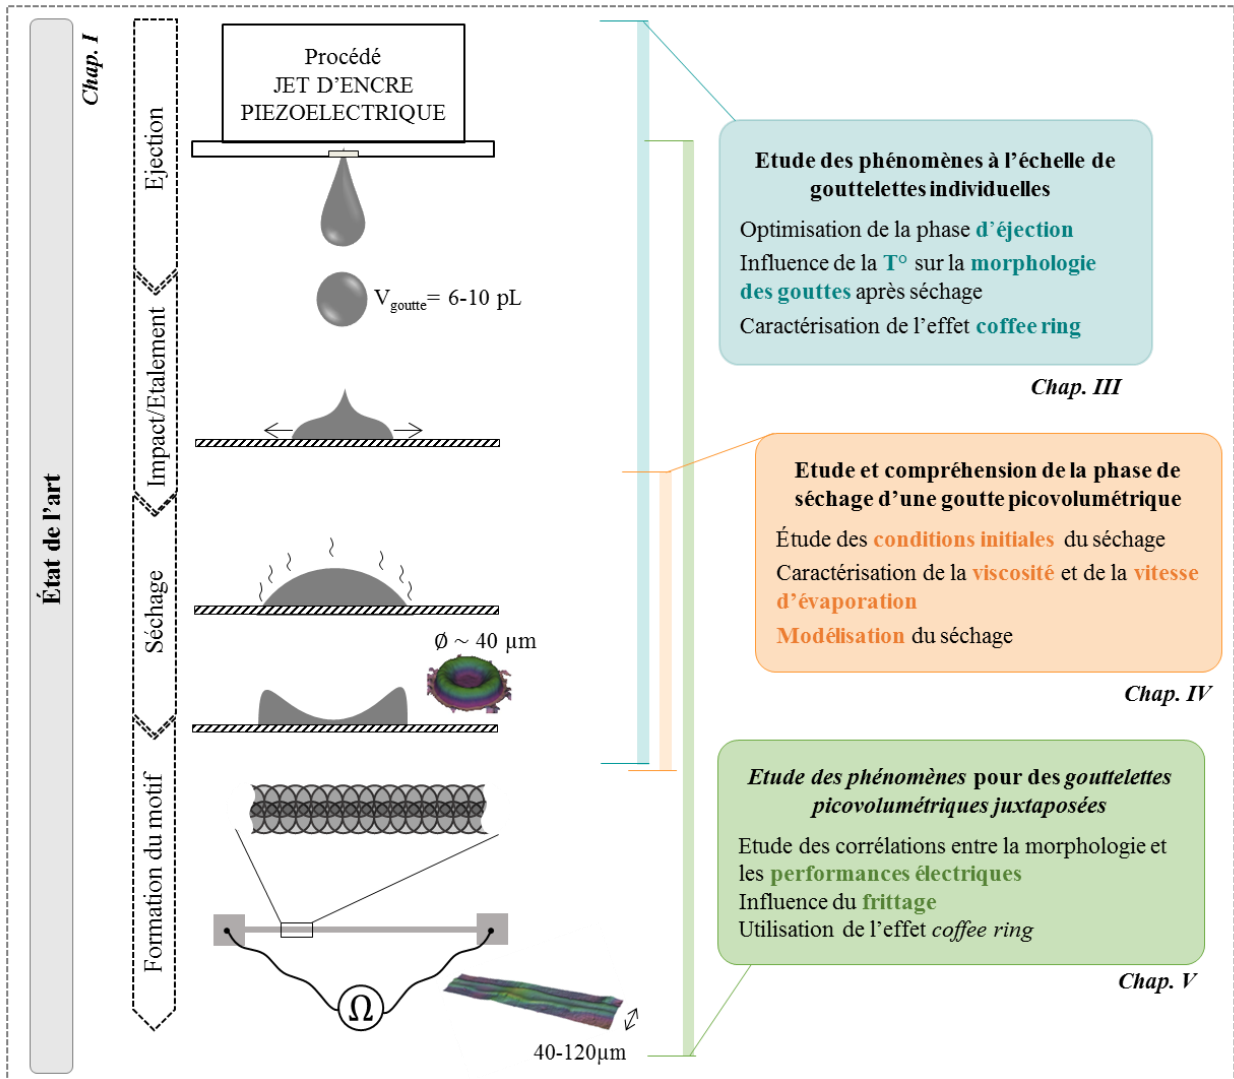 État de l'art
Chap. I
Ejection
Impact/Etalement
Séchage
Formation du motif
Procédé
JET D'ENCRE
PIEZOELECTRIQUE
Vgoutte= 6-10 pL
Ø ~ 40 µm
Ω
40-120µm
Etude des phénomènes à l'échelle de
gouttelettes individuelles
Optimisation de la phase d'éjection
Influence de la T° sur la morphologie
des gouttes après séchage
Caractérisation de l'effet coffee ring
Chap. III
Etude et compréhension de la phase de
séchage d'une goutte picovolumétrique
Étude des conditions initiales du séchage
Caractérisation de la viscosité et de la vitesse
d'évaporation
Modélisation du séchage
Chap. IV
Etude des phénomènes pour des gouttelettes
picovolumétriques juxtaposées
Etude des corrélations entre la morphologie et
les performances électriques
Influence du frittage
Utilisation de l'effet coffee ring
Chap. V